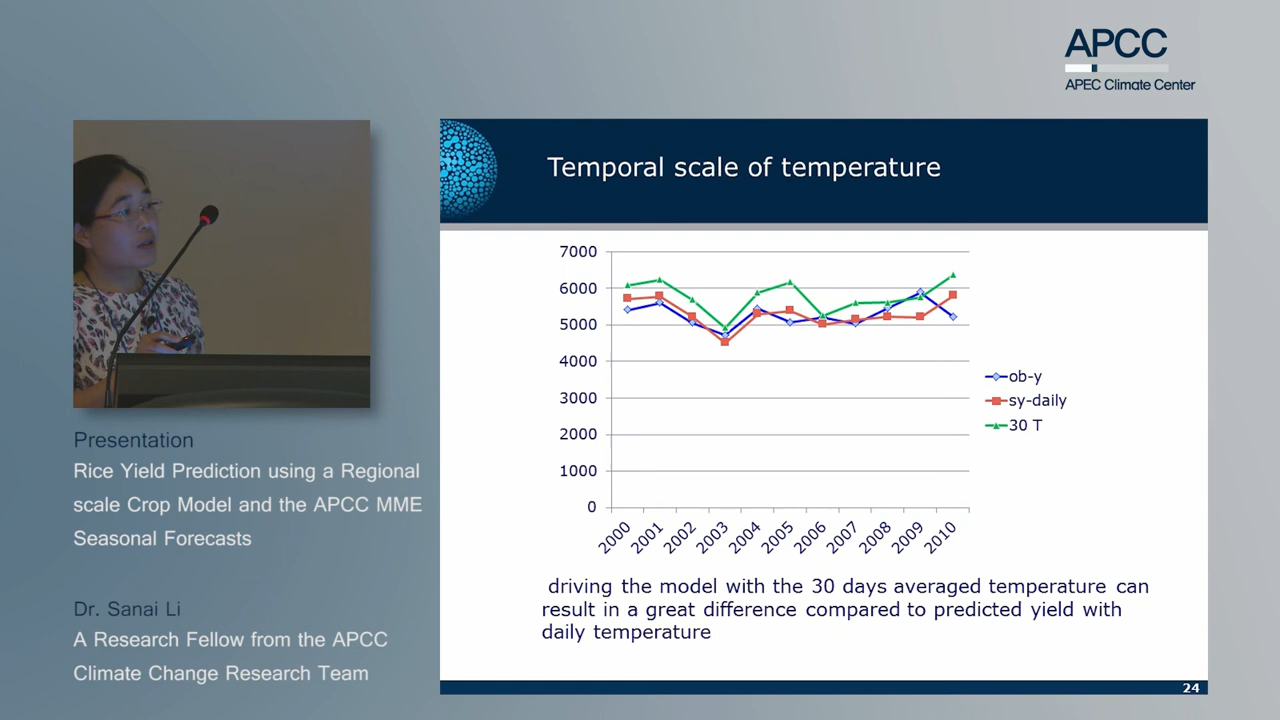 APCC
APEC Climate Center
Temporal scale of temperature
7000
6000
5000
4000
3000
2000
1000
0
2000
2001
2002
2003
2004
2005
2006
2007
2008
2009
2010
ob-y
sy-daily
30 T
driving the model with the 30 days averaged temperature can
result in a great difference compared to predicted yield with
daily temperature
24
Presentation
Rice Yield Prediction using a Regional
scale Crop Model and the APCC MME
Seasonal Forecasts
Dr. Sanai Li
A Research Fellow from the APCC
Climate Change Research Team